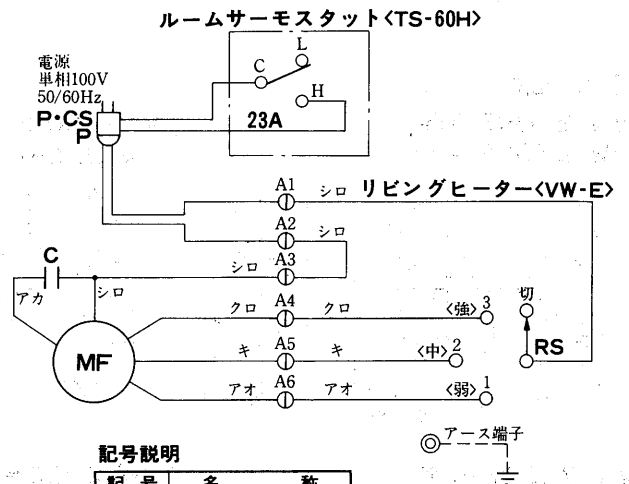 ルームサーモスタット<TS-60H>
L
電源
単相100V
50/60Hz
C
H
P・CS
P
23A
A1 シロ リビングヒーター<VW-E>
A2 シロ
C
シロ A3
アカ シロ
クロ A4 クロ <強> 3 切
MF
キ A5 キ <中> 2 RS
アオ A6 アオ <弱> 1
アース端子
記号説明
記 号 名 称